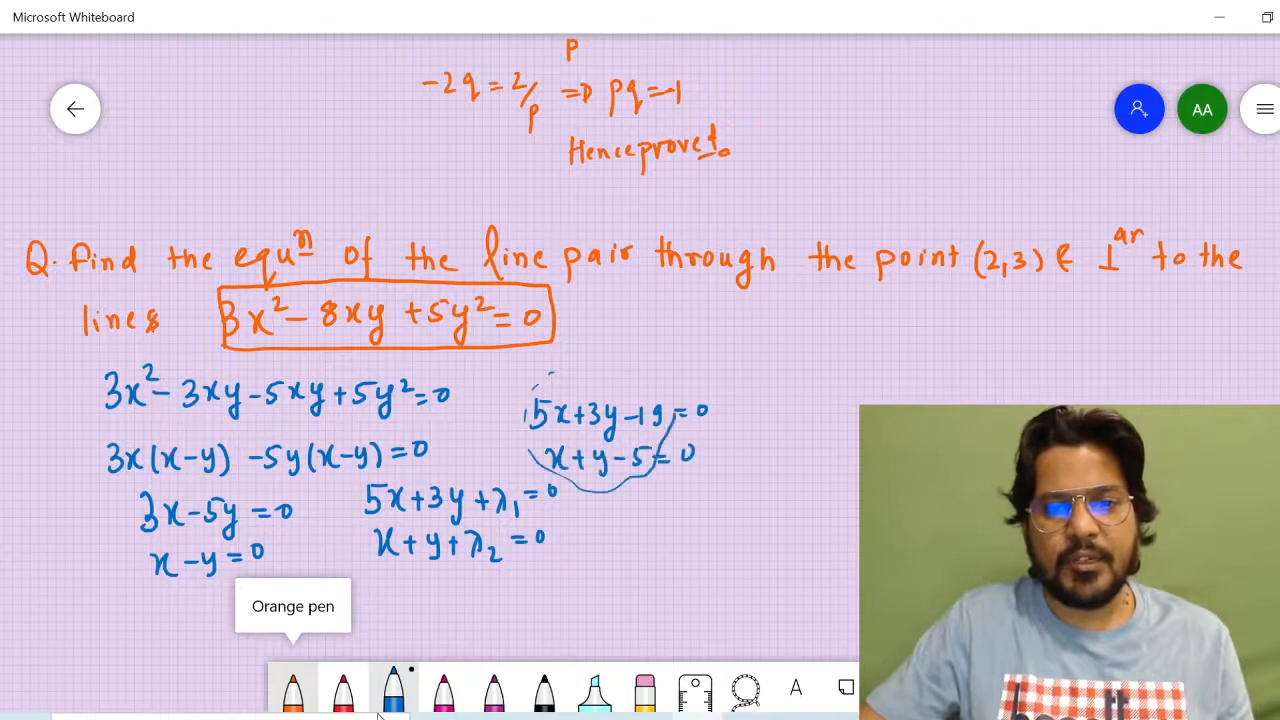 Microsoft Whiteboard
P
-2q = 2/p => pq = -1
Hence proved.
AA
Q. Find the equⁿ of the line pair through the point (2,3) & ⊥ar to the
lines 3x² - 8xy + 5y² = 0
3x² - 3xy - 5xy + 5y² = 0
3x(x-y) - 5y(x-y) = 0
3x - 5y = 0
x - y = 0
5x + 3y + λ₁ = 0
x + y + λ₂ = 0
5x + 3y - 19 = 0
x + y - 5 = 0
Orange pen
A